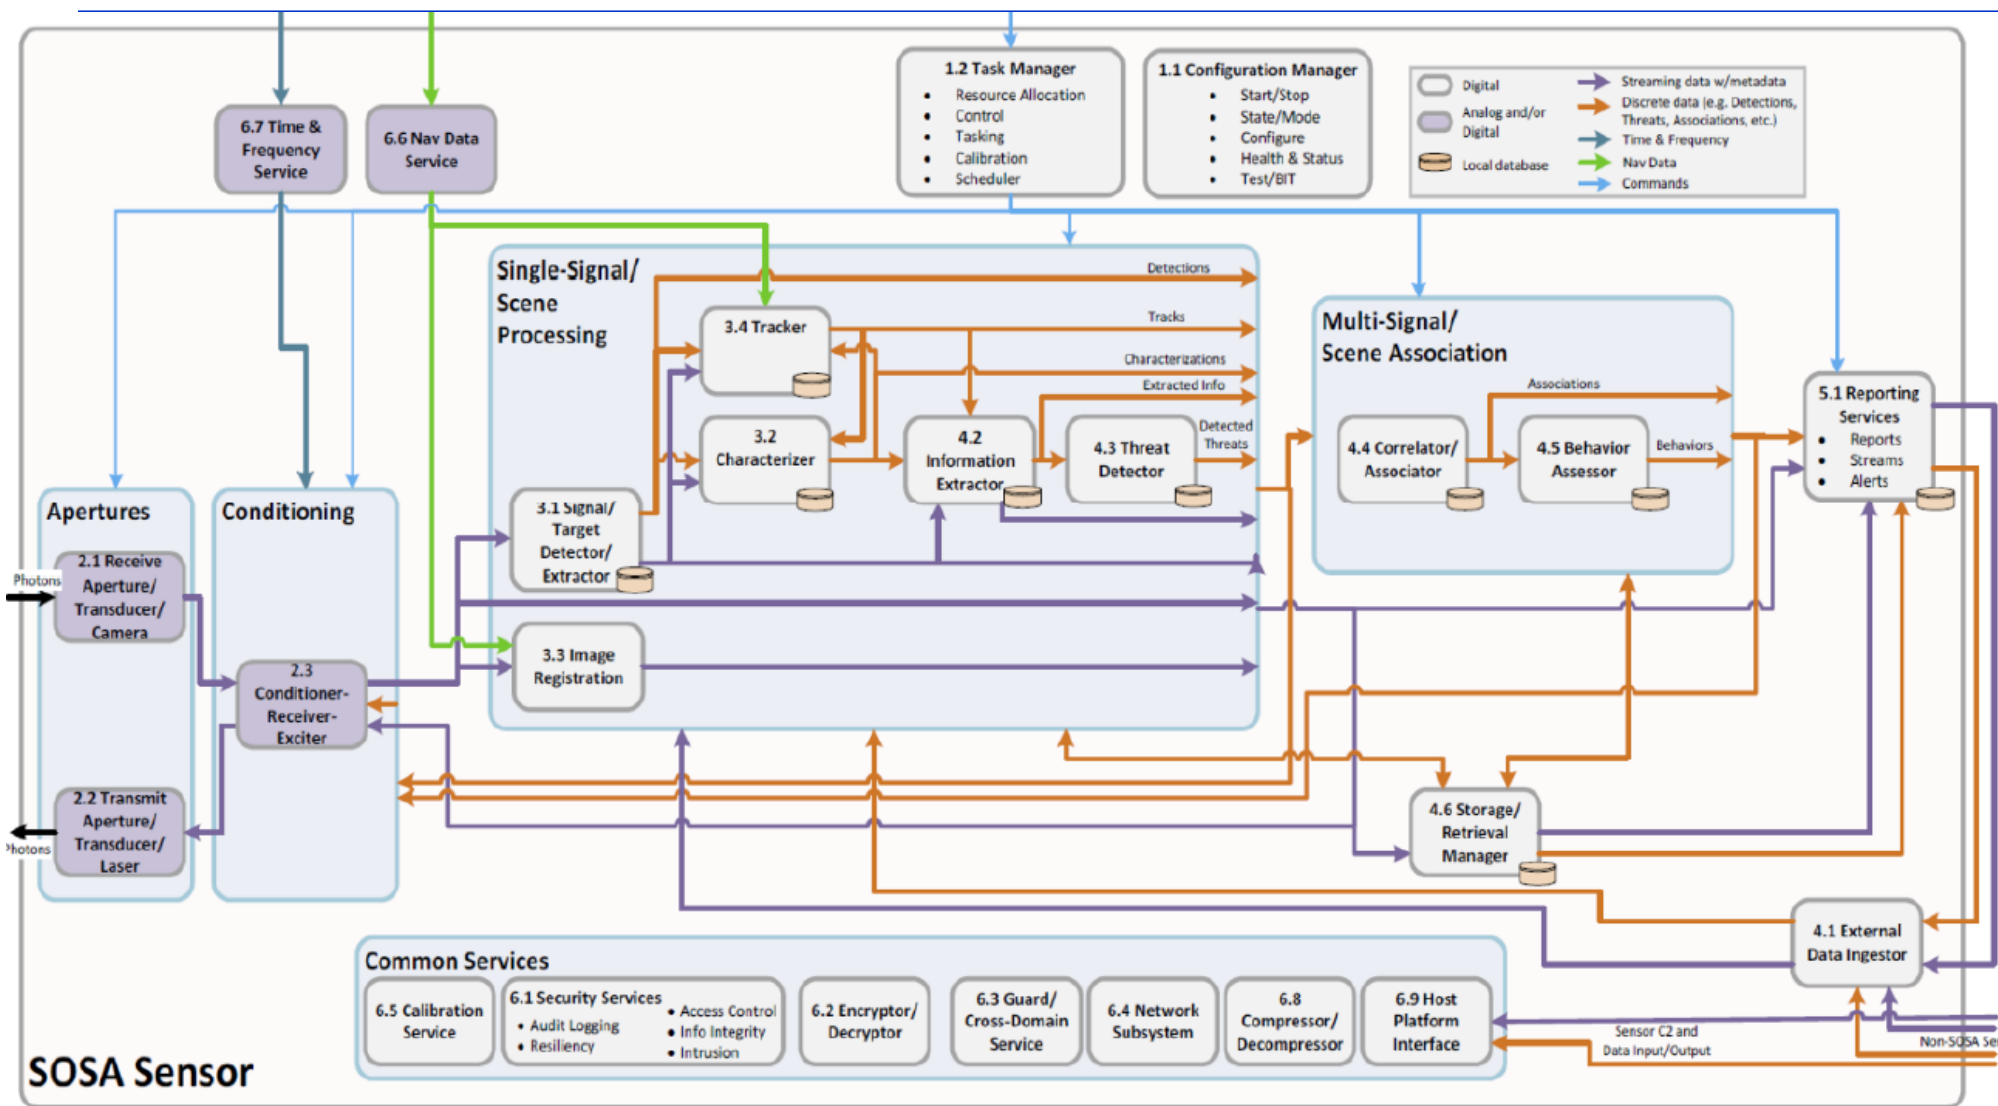 1.2 Task Manager
• Resource Allocation
• Control
• Tasking
• Calibration
• Scheduler
1.1 Configuration Manager
• Start/Stop
• State/Mode
• Configure
• Health & Status
• Test/BIT
Digital
Analog and/or
Digital
Local database
Streaming data w/metadata
Discrete data (e.g. Detections,
Threats, Associations, etc.)
Time & Frequency
Nav Data
Commands
6.7 Time &
Frequency
Service
6.6 Nav Data
Service
Single-Signal/
Scene
Processing
Detections
3.4 Tracker
Tracks
Characterizations
Extracted Info
3.2
Characterizer
4.2
Information
Extractor
4.3 Threat
Detector
Detected
Threats
3.1 Signal/
Target
Detector/
Extractor
3.3 Image
Registration
Multi-Signal/
Scene Association
Associations
4.4 Correlator/
Associator
4.5 Behavior
Assessor
Behaviors
5.1 Reporting
Services
• Reports
• Streams
• Alerts
Apertures
Conditioning
Photons
2.1 Receive
Aperture/
Transducer/
Camera
2.3
Conditioner-
Receiver-
Exciter
2.2 Transmit
Aperture/
Transducer/
Laser
Photons
4.6 Storage/
Retrieval
Manager
4.1 External
Data Ingestor
Common Services
6.5 Calibration
Service
6.1 Security Services
• Audit Logging
• Resiliency
• Access Control
• Info Integrity
• Intrusion
6.2 Encryptor/
Decryptor
6.3 Guard/
Cross-Domain
Service
6.4 Network
Subsystem
6.8
Compressor/
Decompressor
6.9 Host
Platform
Interface
Sensor C2 and
Data Input/Output
Non-SOSA Se
SOSA Sensor